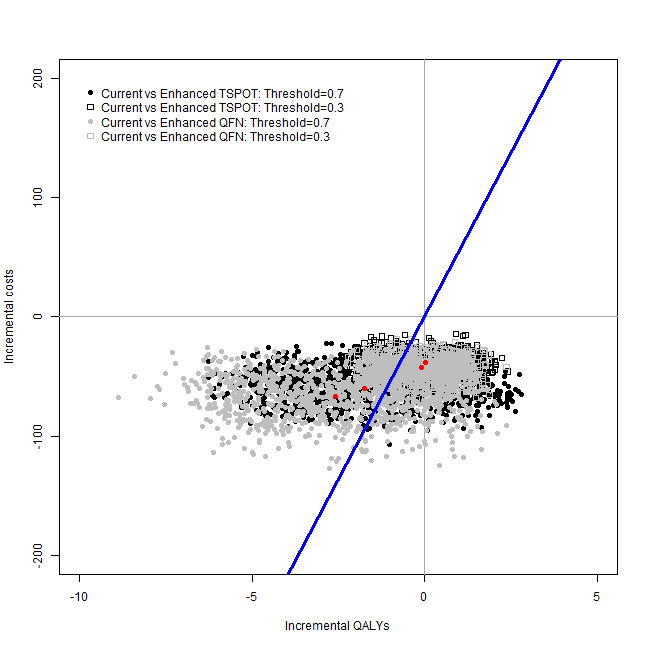 200
100
0
-100
-200
Incremental costs
Current vs Enhanced TSPOT: Threshold=0.7
Current vs Enhanced TSPOT: Threshold=0.3
Current vs Enhanced QFN: Threshold=0.7
Current vs Enhanced QFN: Threshold=0.3
-10
-5
0
5
Incremental QALYs